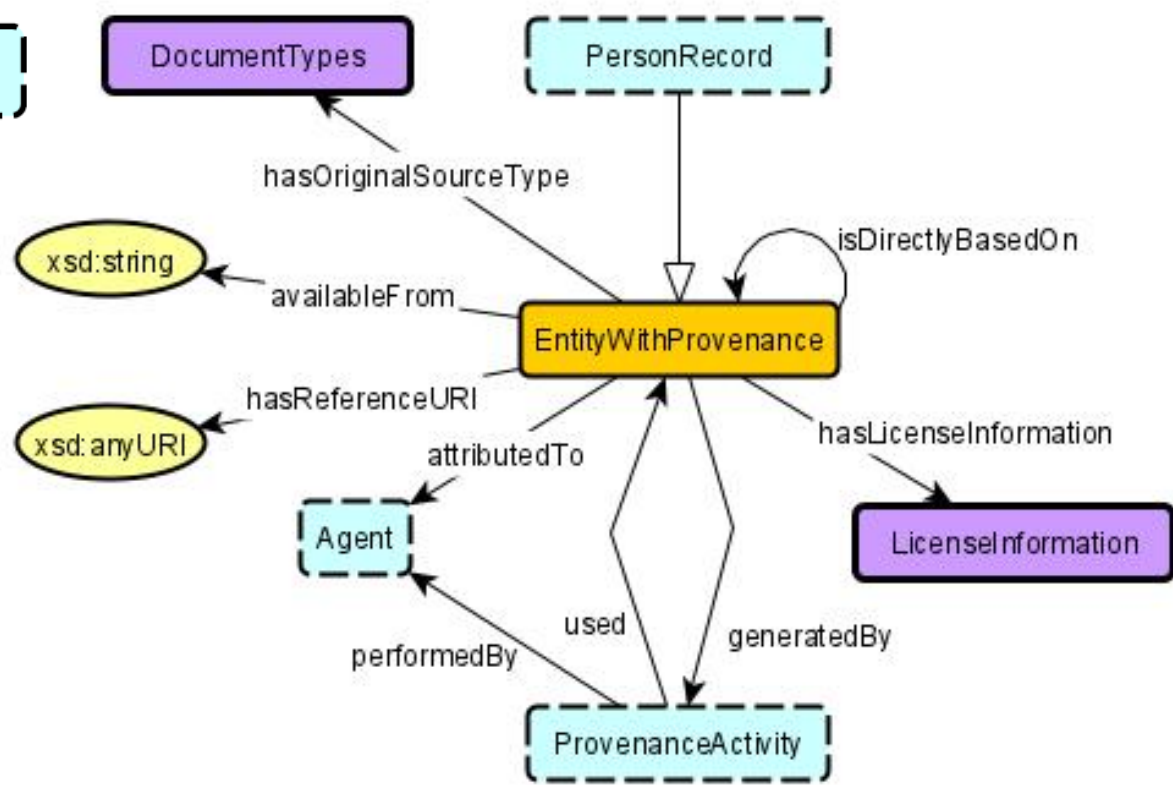 DocumentTypes
PersonRecord
hasOriginalSourceType
isDirectlyBasedOn
xsd:string
availableFrom
EntityWithProvenance
hasReferenceURI
xsd:anyURI
attributedTo
hasLicenseInformation
Agent
LicenseInformation
used
generatedBy
performedBy
ProvenanceActivity